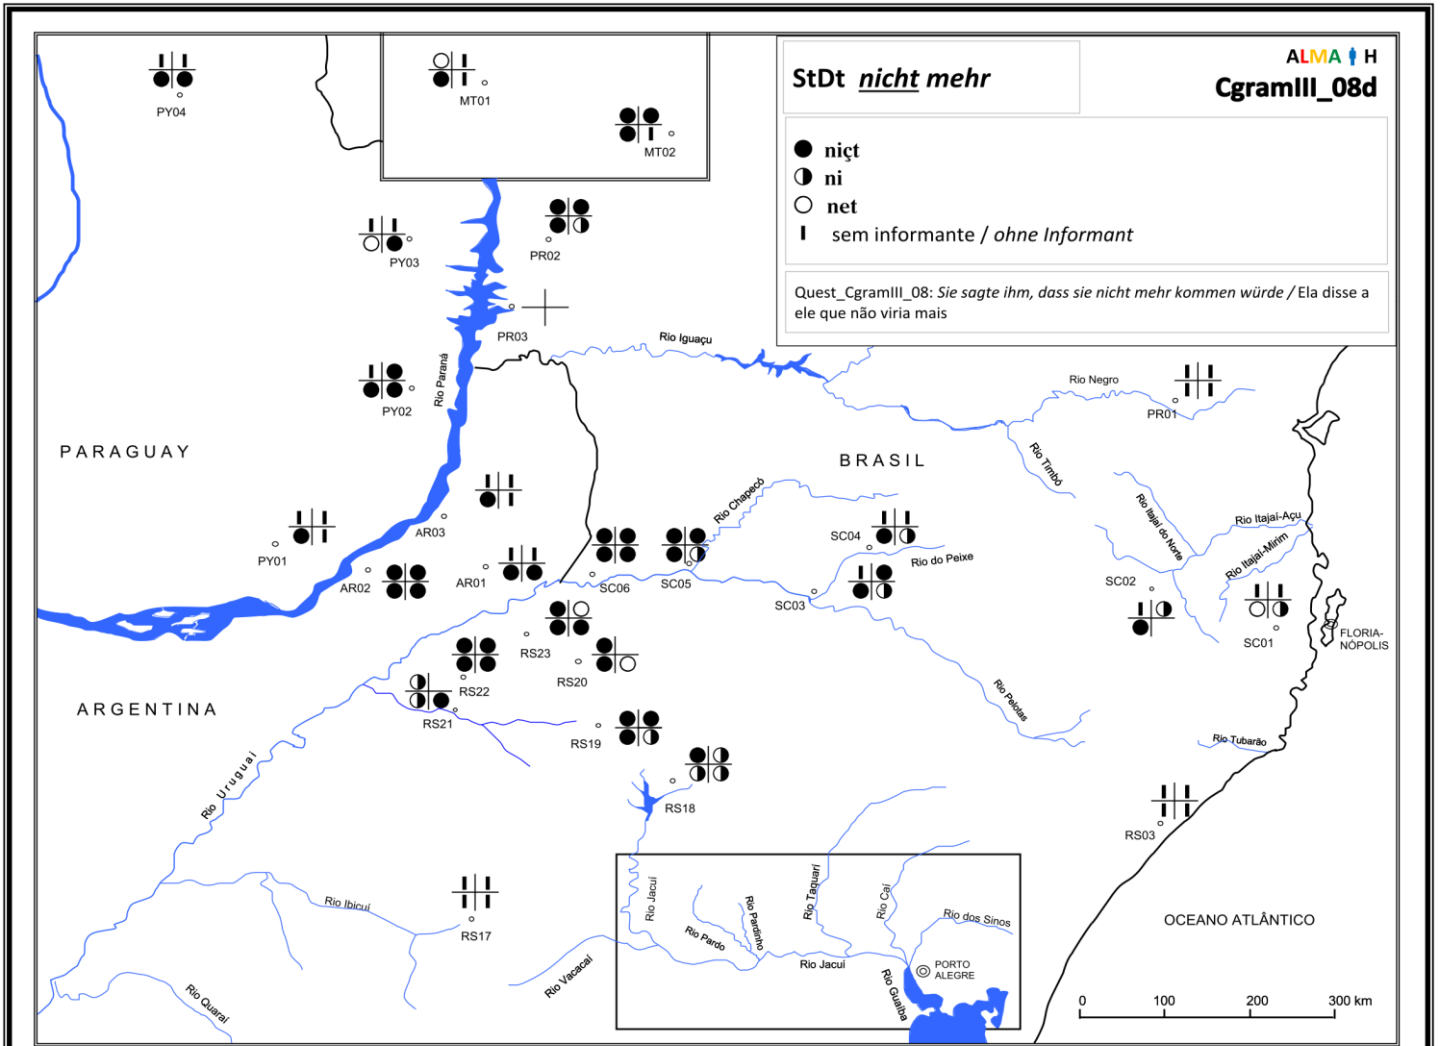 ALMA H
StDt nicht mehr
CgramIII_08d
niçt
ni
net
sem informante / ohne Informant
Quest_CgramIII_08: Sie sagte ihm, dass sie nicht mehr kommen würde / Ela disse a
ele que não viria mais
PY04
MT01
MT02
PY03
PR02
PR03
Rio Iguaçu
Rio Paraná
PY02
Rio Negro
PR01
PARAGUAY
BRASIL
Rio Timbó
Rio Chapecó
Rio Itajaí do Norte
Rio Itajaí-Açu
Rio Itajaí-Mirim
AR03
PY01
SC04
Rio do Peixe
AR02
AR01
SC06
SC05
SC03
SC02
SC01
FLORIA-
NÓPOLIS
RS23
RS20
RS22
RS21
ARGENTINA
Rio Pelotas
RS19
Rio Tubarão
Rio Uruguai
RS18
RS03
RS17
Rio Ibicuí
Rio Jacuí
Rio Taquarí
Rio Caí
Rio dos Sinos
Rio Pardo
Rio Pardinho
Rio Jacuí
OCEANO ATLÂNTICO
Rio Vacacaí
PORTO
ALEGRE
Rio Quaraí
Rio Guaíba
0 100 200 300 km